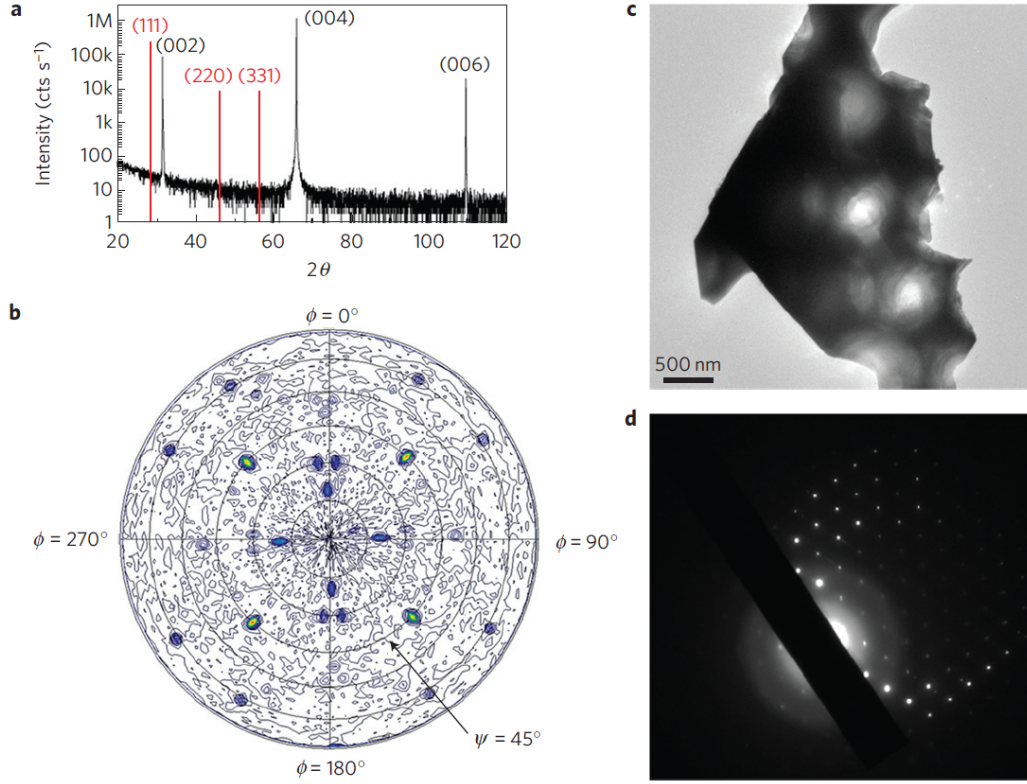 a
1M
100k
10k
1k
100
10
1
Intensity (cts s⁻¹)
(111)
(002)
(220)
(331)
(004)
(006)
20
40
60
80
100
120
2θ
b
ϕ = 0°
ϕ = 270°
ϕ = 90°
ψ = 45°
ϕ = 180°
c
500 nm
d